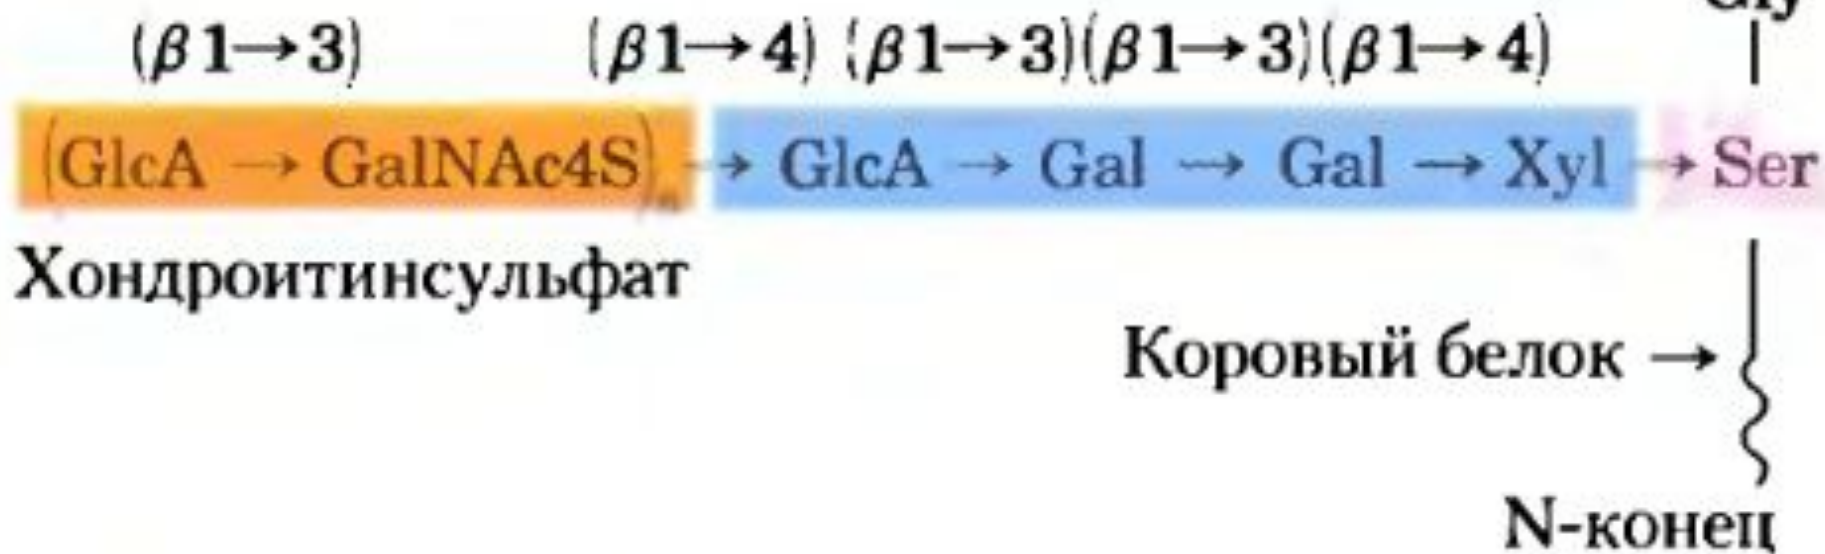 Gly
(β1→3) (β1→4) (β1→3)(β1→3)(β1→4)
(GlcA → GalNAc4S)n → GlcA → Gal → Gal → Xyl → Ser
Хондроитинсульфат
Коровый белок →
N-конец